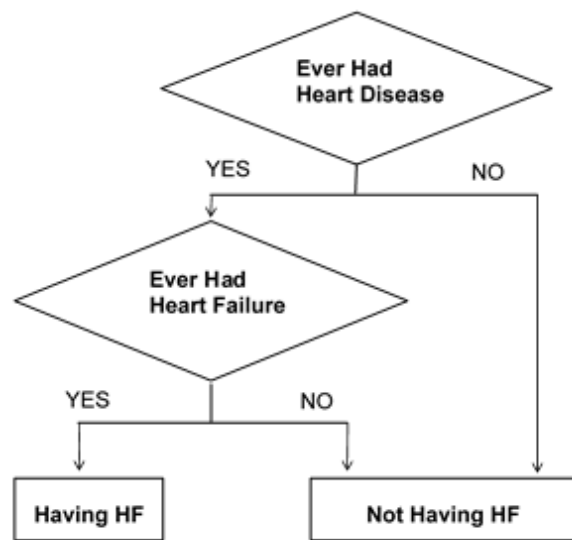 Ever Had
Heart Disease
YES
NO
Ever Had
Heart Failure
YES
NO
Having HF
Not Having HF